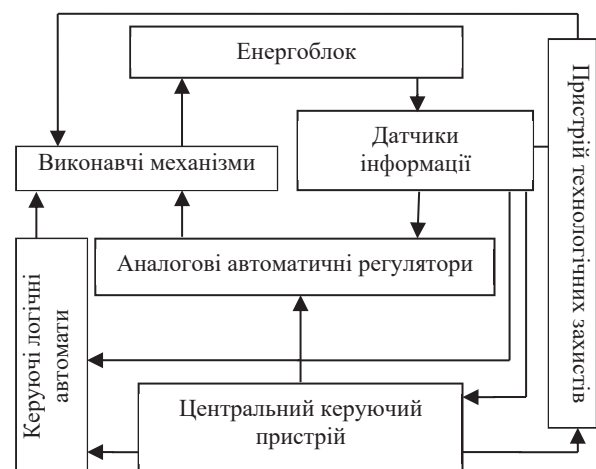 Енергоблок
Датчики
інформації
Виконавчі механізми
Пристрій технологічних захистів
Аналогові автоматичні регулятори
Керуючі логічні
автомати
Центральний керуючий
пристрій